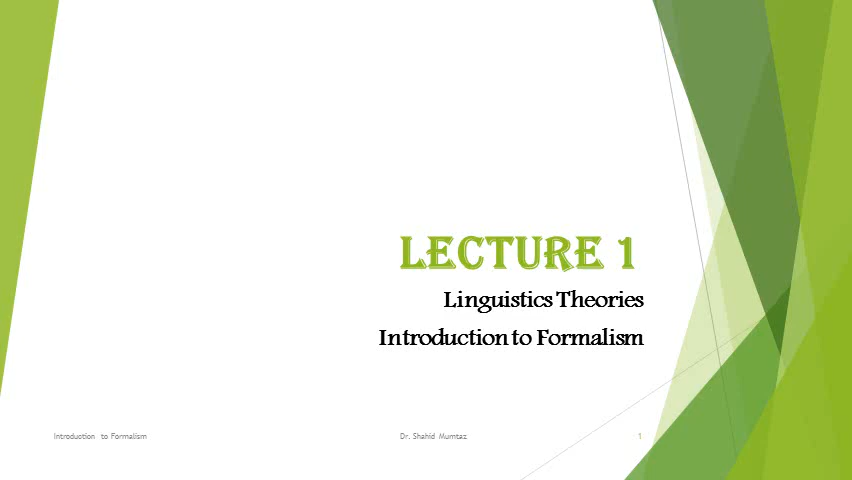 LECTURE 1
Linguistics Theories
Introduction to Formalism
Introduction to Formalism Dr. Shahid Mumtaz 1